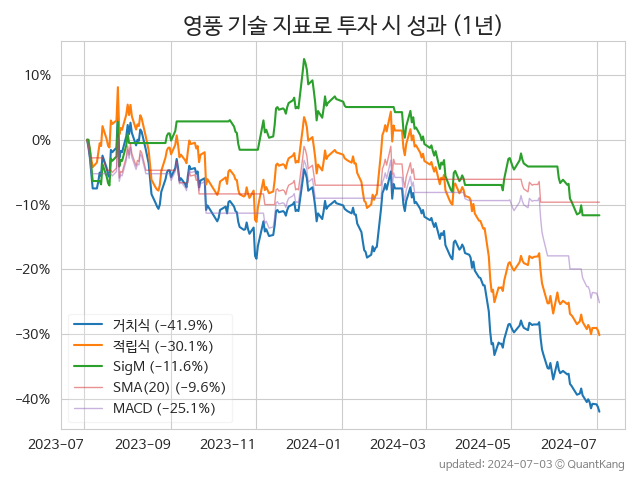 영풍 기술 지표로 투자 시 성과 (1년)
10%
0%
−10%
−20%
−30%
−40%
거치식 (−41.9%)
적립식 (−30.1%)
SigM (−11.6%)
SMA(20) (−9.6%)
MACD (−25.1%)
2023-07
2023-09
2023-11
2024-01
2024-03
2024-05
2024-07
updated: 2024-07-03 © QuantKang